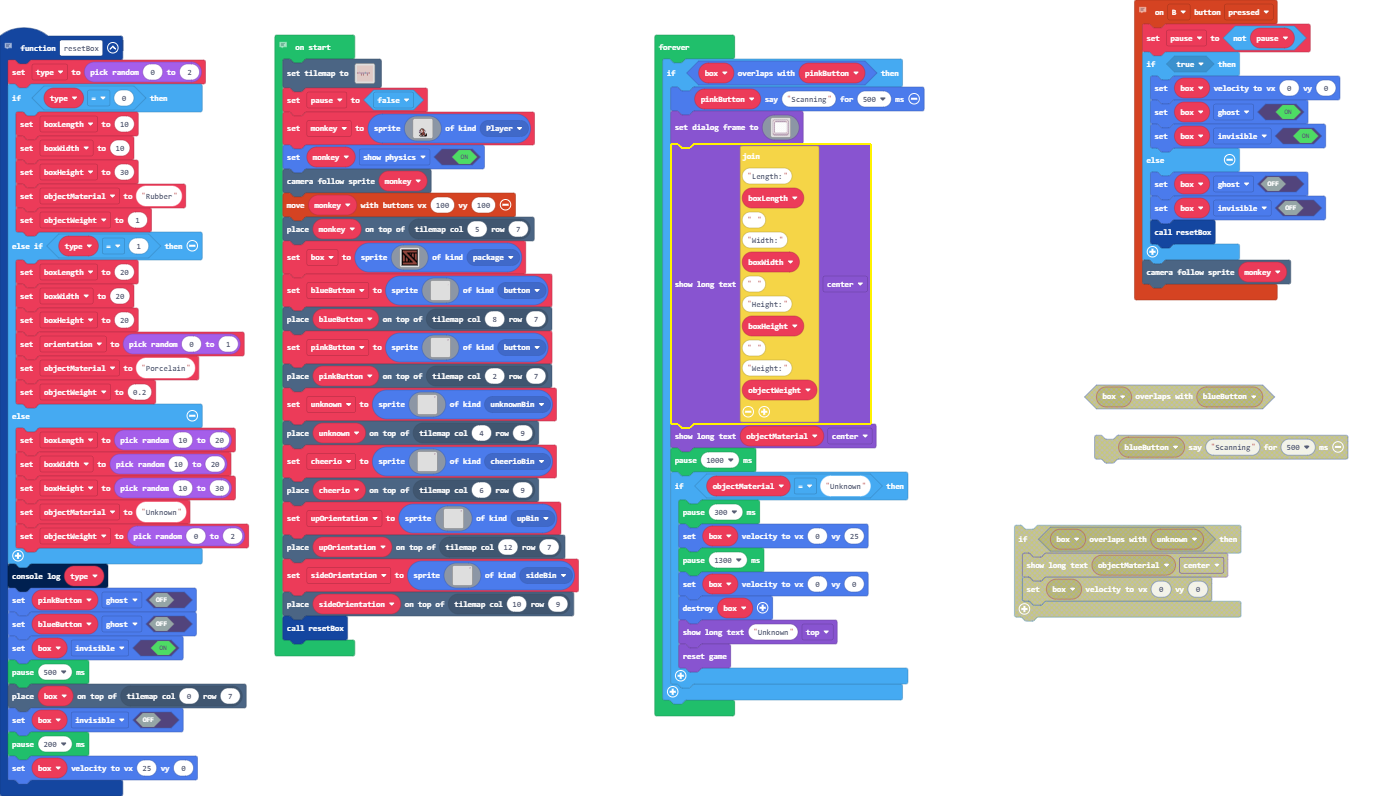 function resetBox
set type to pick random 0 to 2
if type = 0 then
set boxLength to 10
set boxWidth to 10
set boxHeight to 30
set objectMaterial to "Rubber"
set objectWeight to 1
else if type = 1 then
set boxLength to 20
set boxWidth to 20
set boxHeight to 20
set orientation to pick random 0 to 1
set objectMaterial to "Porcelain"
set objectWeight to 0.2
else
set boxLength to pick random 10 to 20
set boxWidth to pick random 10 to 20
set boxHeight to pick random 10 to 30
set objectMaterial to "Unknown"
set objectWeight to pick random 0 to 2
console log type
set pinkButton ghost OFF
set blueButton ghost OFF
set box invisible ON
pause 500 ms
place box on top of tilemap col 0 row 7
set box invisible OFF
pause 200 ms
set box velocity to vx 25 vy 0
on start
set tilemap to
set pause to false
set monkey to sprite of kind Player
set monkey show physics ON
camera follow sprite monkey
move monkey with buttons vx 100 vy 100
place monkey on top of tilemap col 5 row 7
set box to sprite of kind package
set blueButton to sprite of kind button
place blueButton on top of tilemap col 8 row 7
set pinkButton to sprite of kind button
place pinkButton on top of tilemap col 2 row 7
set unknown to sprite of kind unknownBin
place unknown on top of tilemap col 4 row 9
set cheerio to sprite of kind cheerioBin
place cheerio on top of tilemap col 6 row 9
set upOrientation to sprite of kind upBin
place upOrientation on top of tilemap col 12 row 7
set sideOrientation to sprite of kind sideBin
place sideOrientation on top of tilemap col 10 row 9
call resetBox
forever
if box overlaps with pinkButton then
pinkButton say "Scanning" for 500 ms
set dialog frame to
join
"Length:"
boxLength
" "
"Width:"
boxWidth
" "
show long text center
"Height:"
boxHeight
" "
"Weight:"
objectWeight
show long text objectMaterial center
pause 1000 ms
if objectMaterial = "Unknown" then
pause 300 ms
set box velocity to vx 0 vy 25
pause 1300 ms
set box velocity to vx 0 vy 0
destroy box
show long text "Unknown" top
reset game
on B button pressed
set pause to not pause
if true then
set box velocity to vx 0 vy 0
set box ghost ON
set box invisible ON
else
set box ghost OFF
set box invisible OFF
call resetBox
camera follow sprite monkey
box overlaps with blueButton
blueButton say "Scanning" for 500 ms
if box overlaps with unknown then
show long text objectMaterial center
set box velocity to vx 0 vy 0